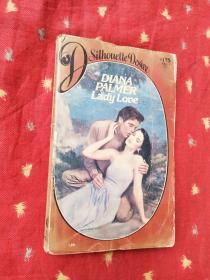 D
Silhouette Desire
DIANA
PALMER
Lady Love